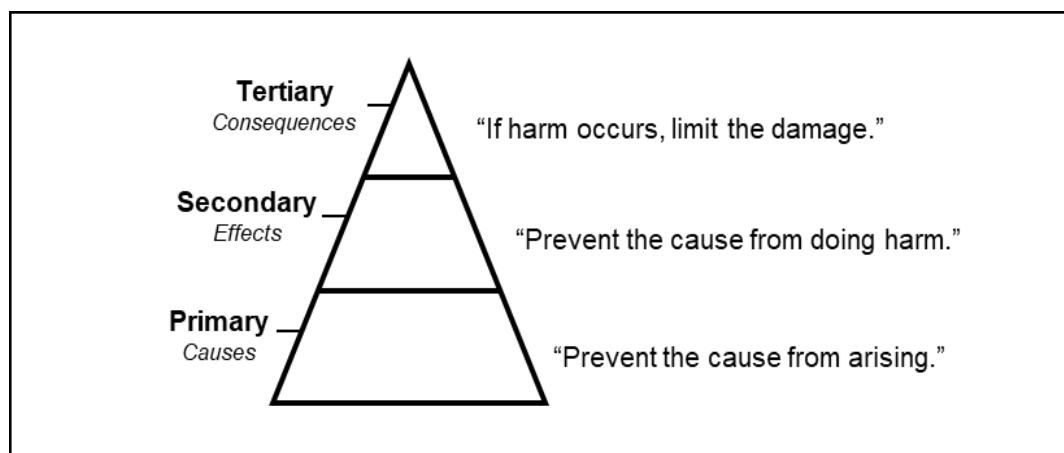 Tertiary
Consequences
“If harm occurs, limit the damage.”
Secondary
Effects
“Prevent the cause from doing harm.”
Primary
Causes
“Prevent the cause from arising.”